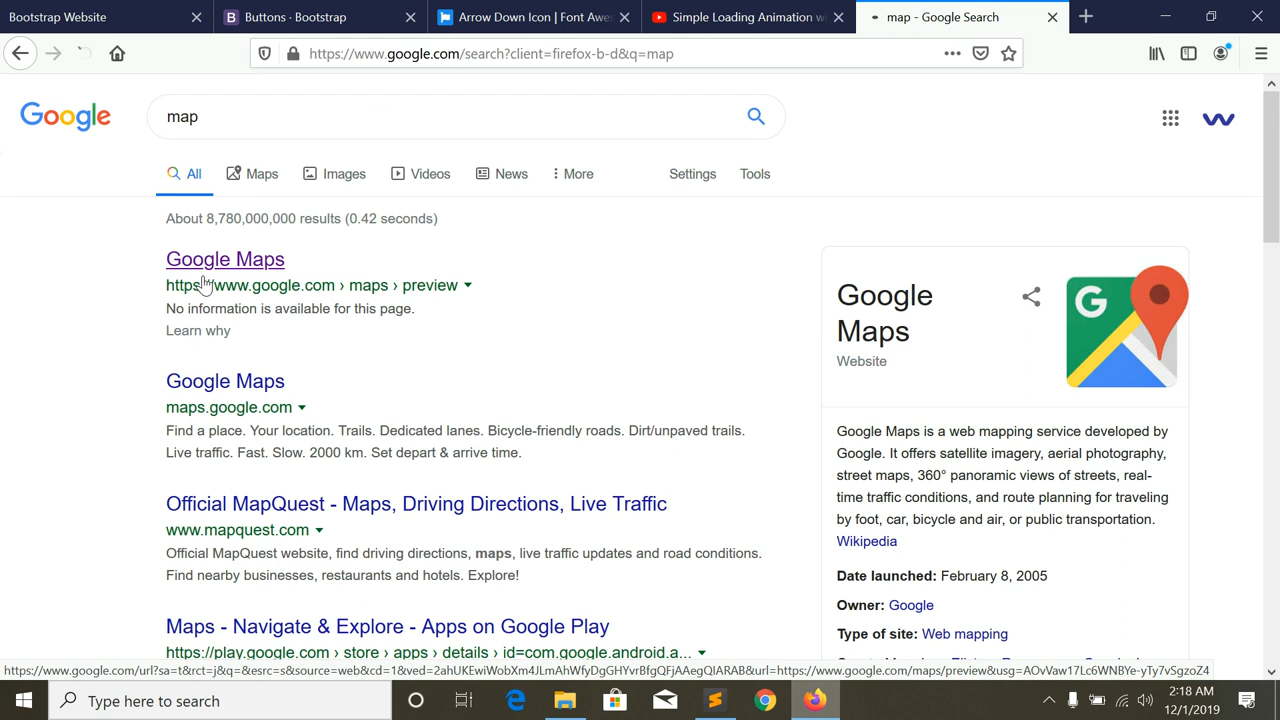 Bootstrap Website
Buttons · Bootstrap
Arrow Down Icon | Font Awe
Simple Loading Animation w
map - Google Search
https://www.google.com/search?client=firefox-b-d&q=map
Google
map
All
Maps
Images
Videos
News
More
Settings
Tools
About 8,780,000,000 results (0.42 seconds)
Google Maps
https://www.google.com › maps › preview
No information is available for this page.
Learn why
Google Maps
maps.google.com
Find a place. Your location. Trails. Dedicated lanes. Bicycle-friendly roads. Dirt/unpaved trails.
Live traffic. Fast. Slow. 2000 km. Set depart & arrive time.
Official MapQuest - Maps, Driving Directions, Live Traffic
www.mapquest.com
Official MapQuest website, find driving directions, maps, live traffic updates and road conditions.
Find nearby businesses, restaurants and hotels. Explore!
Maps - Navigate & Explore - Apps on Google Play
https://play.google.com › store › apps › details › id=com.google.android.a...
Google
Maps
Website
G
Google Maps is a web mapping service developed by
Google. It offers satellite imagery, aerial photography,
street maps, 360° panoramic views of streets, real-
time traffic conditions, and route planning for traveling
by foot, car, bicycle and air, or public transportation.
Wikipedia
Date launched: February 8, 2005
Owner: Google
Type of site: Web mapping
https://www.google.com/url?sa=t&rct=j&q=&esrc=s&source=web&cd=1&ved=2ahUKEwiWobXm4JLmAhWfyDgGHYvrBfgQFjAAegQIARAB&url=https://www.google.com/maps/preview&usg=AOvVaw17Lc6WNBYe-yTy7vSgzoZ4
Type here to search
2:18 AM
12/1/2019